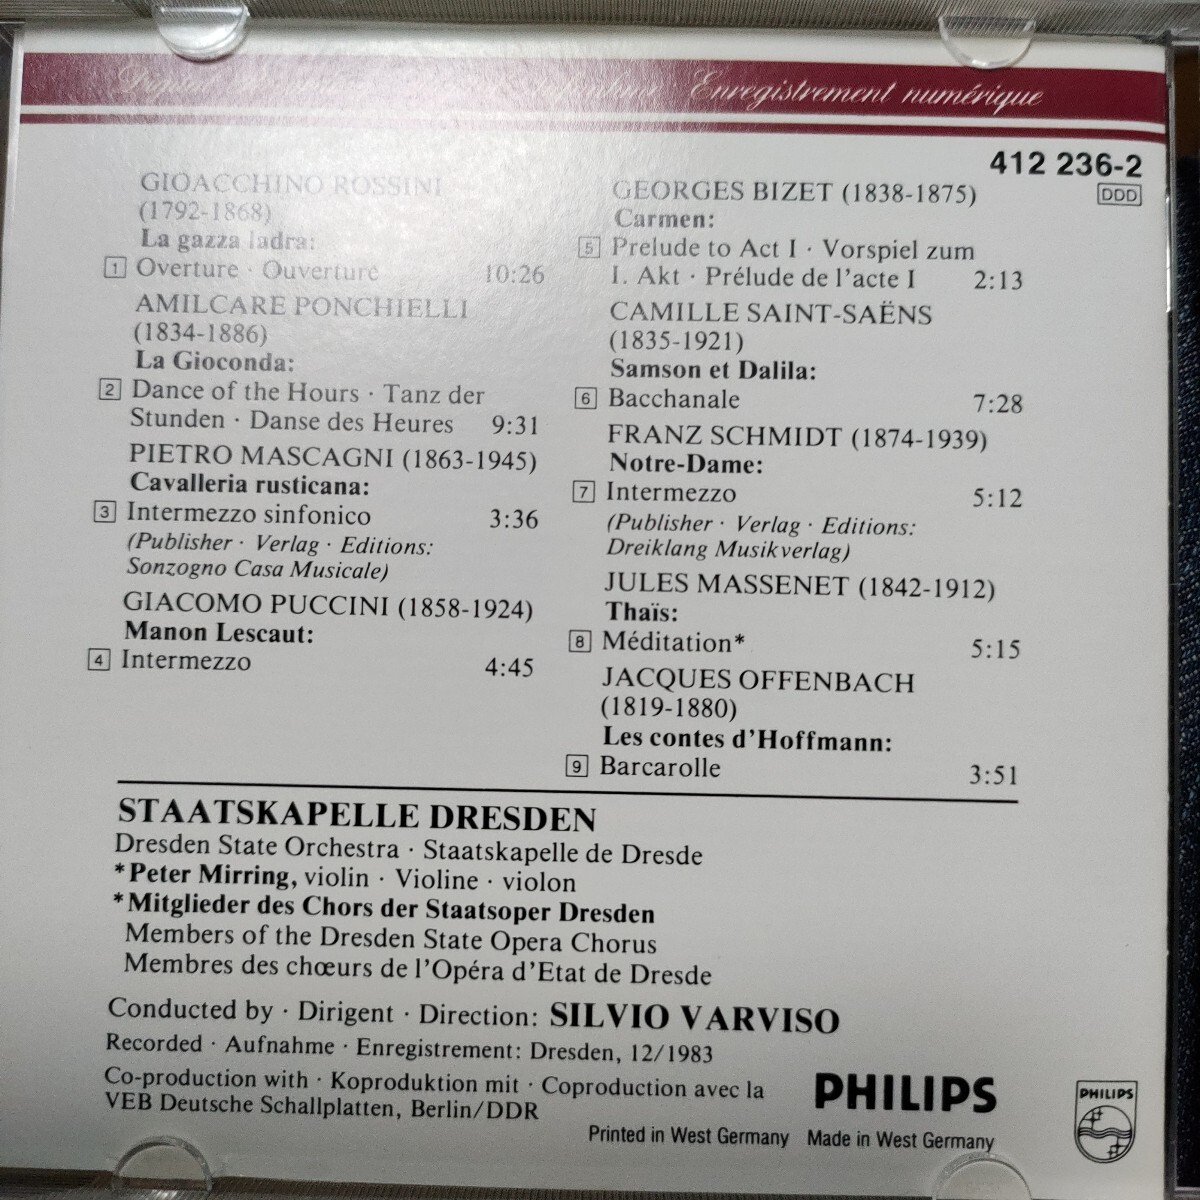 Enregistrement numérique
412 236-2
DDD
GIOACCHINO ROSSINI
(1792-1868)
La gazza ladra:
1 Overture · Ouverture 10:26
AMILCARE PONCHIELLI
(1834-1886)
La Gioconda:
2 Dance of the Hours · Tanz der
Stunden · Danse des Heures 9:31
PIETRO MASCAGNI (1863-1945)
Cavalleria rusticana:
3 Intermezzo sinfonico 3:36
(Publisher · Verlag · Editions:
Sonzogno Casa Musicale)
GIACOMO PUCCINI (1858-1924)
Manon Lescaut:
4 Intermezzo 4:45
GEORGES BIZET (1838-1875)
Carmen:
5 Prelude to Act I · Vorspiel zum
I. Akt · Prélude de l'acte I 2:13
CAMILLE SAINT-SAËNS
(1835-1921)
Samson et Dalila:
6 Bacchanale 7:28
FRANZ SCHMIDT (1874-1939)
Notre-Dame:
7 Intermezzo 5:12
(Publisher · Verlag · Editions:
Dreiklang Musikverlag)
JULES MASSENET (1842-1912)
Thaïs:
8 Méditation* 5:15
JACQUES OFFENBACH
(1819-1880)
Les contes d'Hoffmann:
9 Barcarolle 3:51
STAATSKAPELLE DRESDEN
Dresden State Orchestra · Staatskapelle de Dresde
*Peter Mirring, violin · Violine · violon
*Mitglieder des Chors der Staatsoper Dresden
Members of the Dresden State Opera Chorus
Membres des chœurs de l'Opéra d'Etat de Dresde
Conducted by · Dirigent · Direction: SILVIO VARVISO
Recorded · Aufnahme · Enregistrement: Dresden, 12/1983
Co-production with · Koproduktion mit · Coproduction avec la
VEB Deutsche Schallplatten, Berlin/DDR
PHILIPS
PHILIPS
Printed in West Germany Made in West Germany